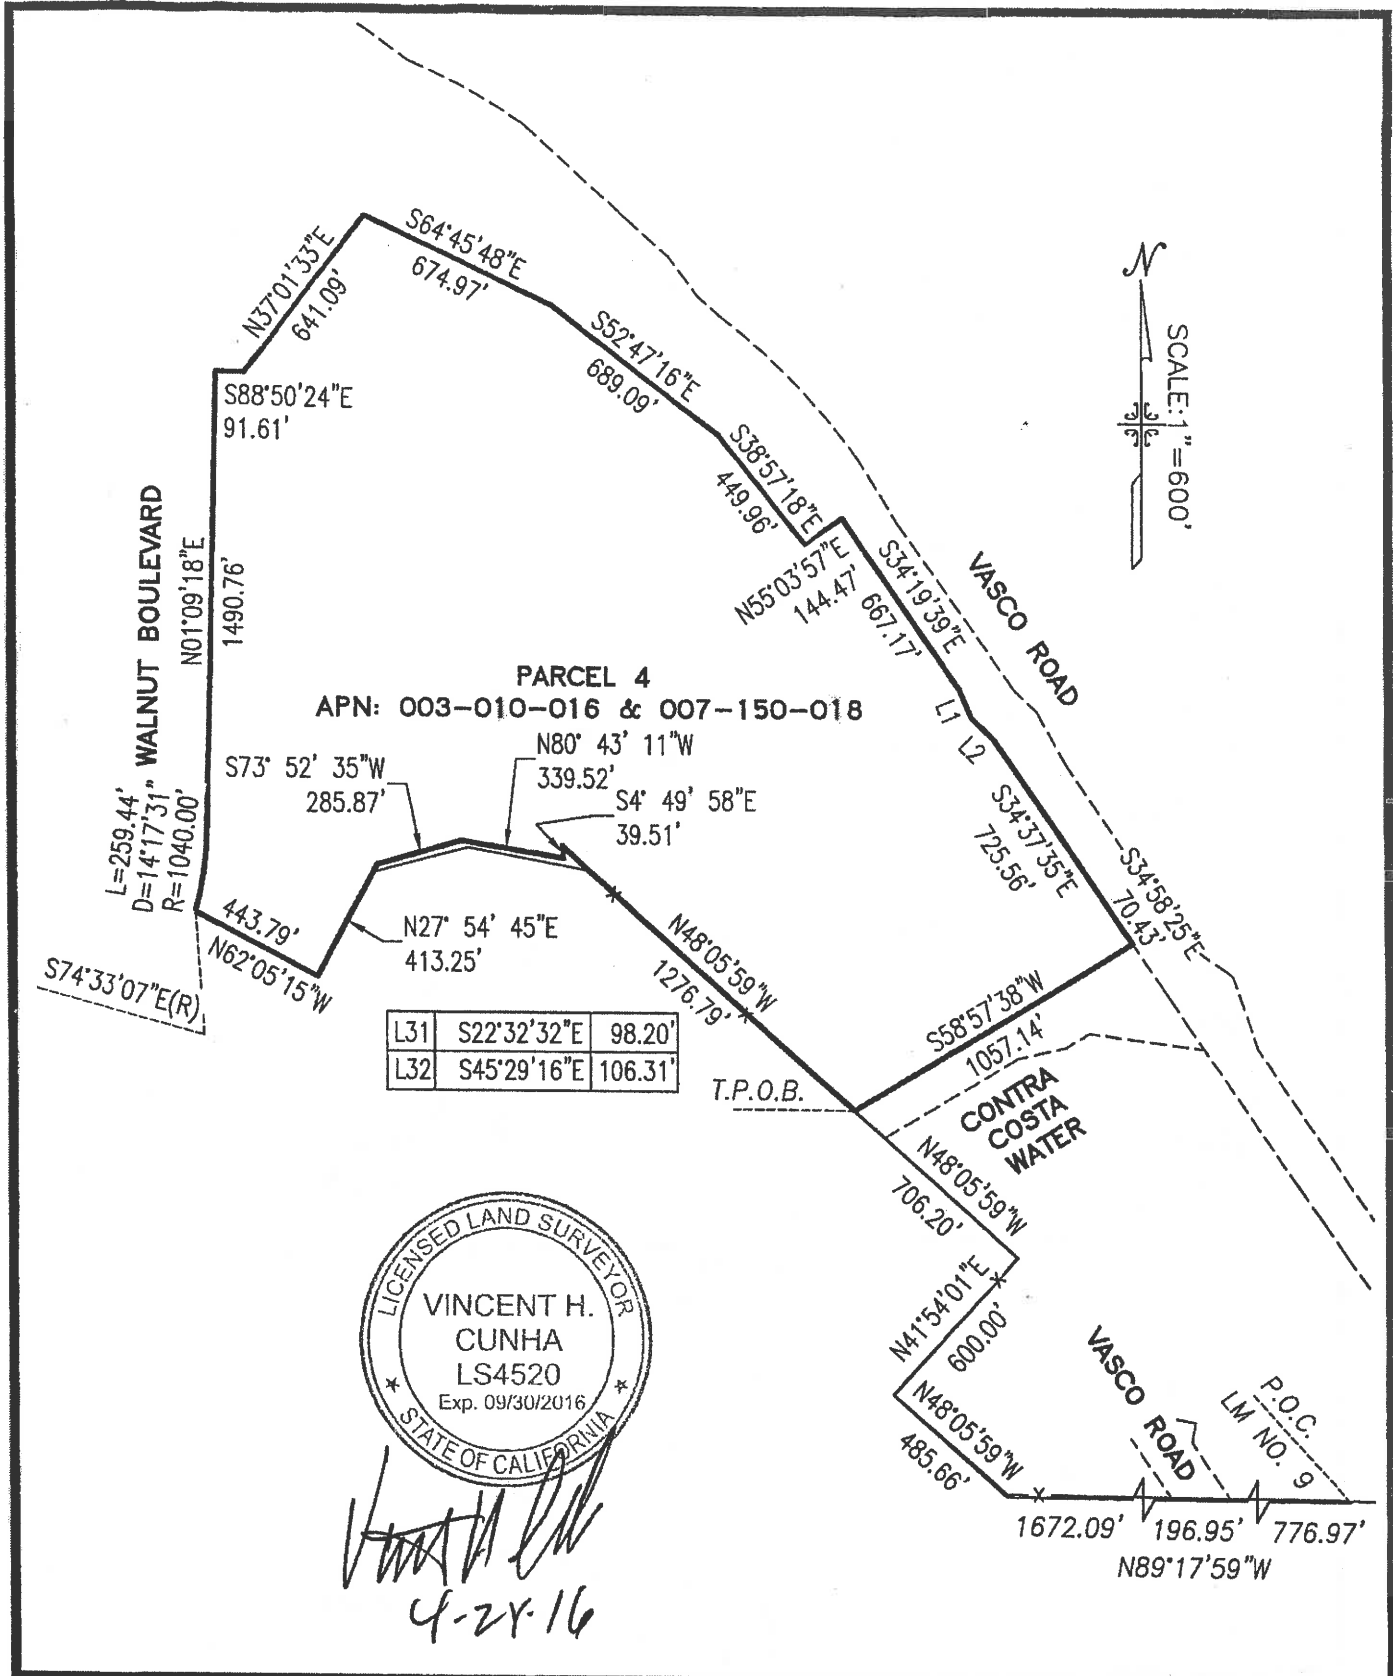 S64°45'48"E
674.97'
N37°01'33"E
641.09'
S88°50'24"E
91.61'
S52°47'16"E
689.09'
S38°57'18"E
449.96'
N55°03'57"E
144.47'
S34°19'39"E
667.17'
N
SCALE: 1"=600'
VASCO ROAD
WALNUT BOULEVARD
N01°09'18"E
1490.76'
L=259.44'
D=14°17'31"
R=1040.00'
PARCEL 4
APN: 003-010-016 & 007-150-018
L1
L2
S73° 52' 35"W
285.87'
N80° 43' 11"W
339.52'
S4° 49' 58"E
39.51'
S34°37'35"E
725.56'
S34°58'25"E
70.43'
443.79'
N62°05'15"W
N27° 54' 45"E
413.25'
S74°33'07"E(R)
N48°05'59"W
1276.79'
S58°57'38"W
1057.14'
L31 S22°32'32"E 98.20'
L32 S45°29'16"E 106.31'
T.P.O.B.
CONTRA
COSTA
WATER
N48°05'59"W
706.20'
N41°54'01"E
600.00'
N48°05'59"W
485.66'
VASCO
ROAD
P.O.C.
LM NO. 9
1672.09' 196.95' 776.97'
N89°17'59"W
LICENSED LAND SURVEYOR
VINCENT H.
CUNHA
LS4520
Exp. 09/30/2016
STATE OF CALIFORNIA